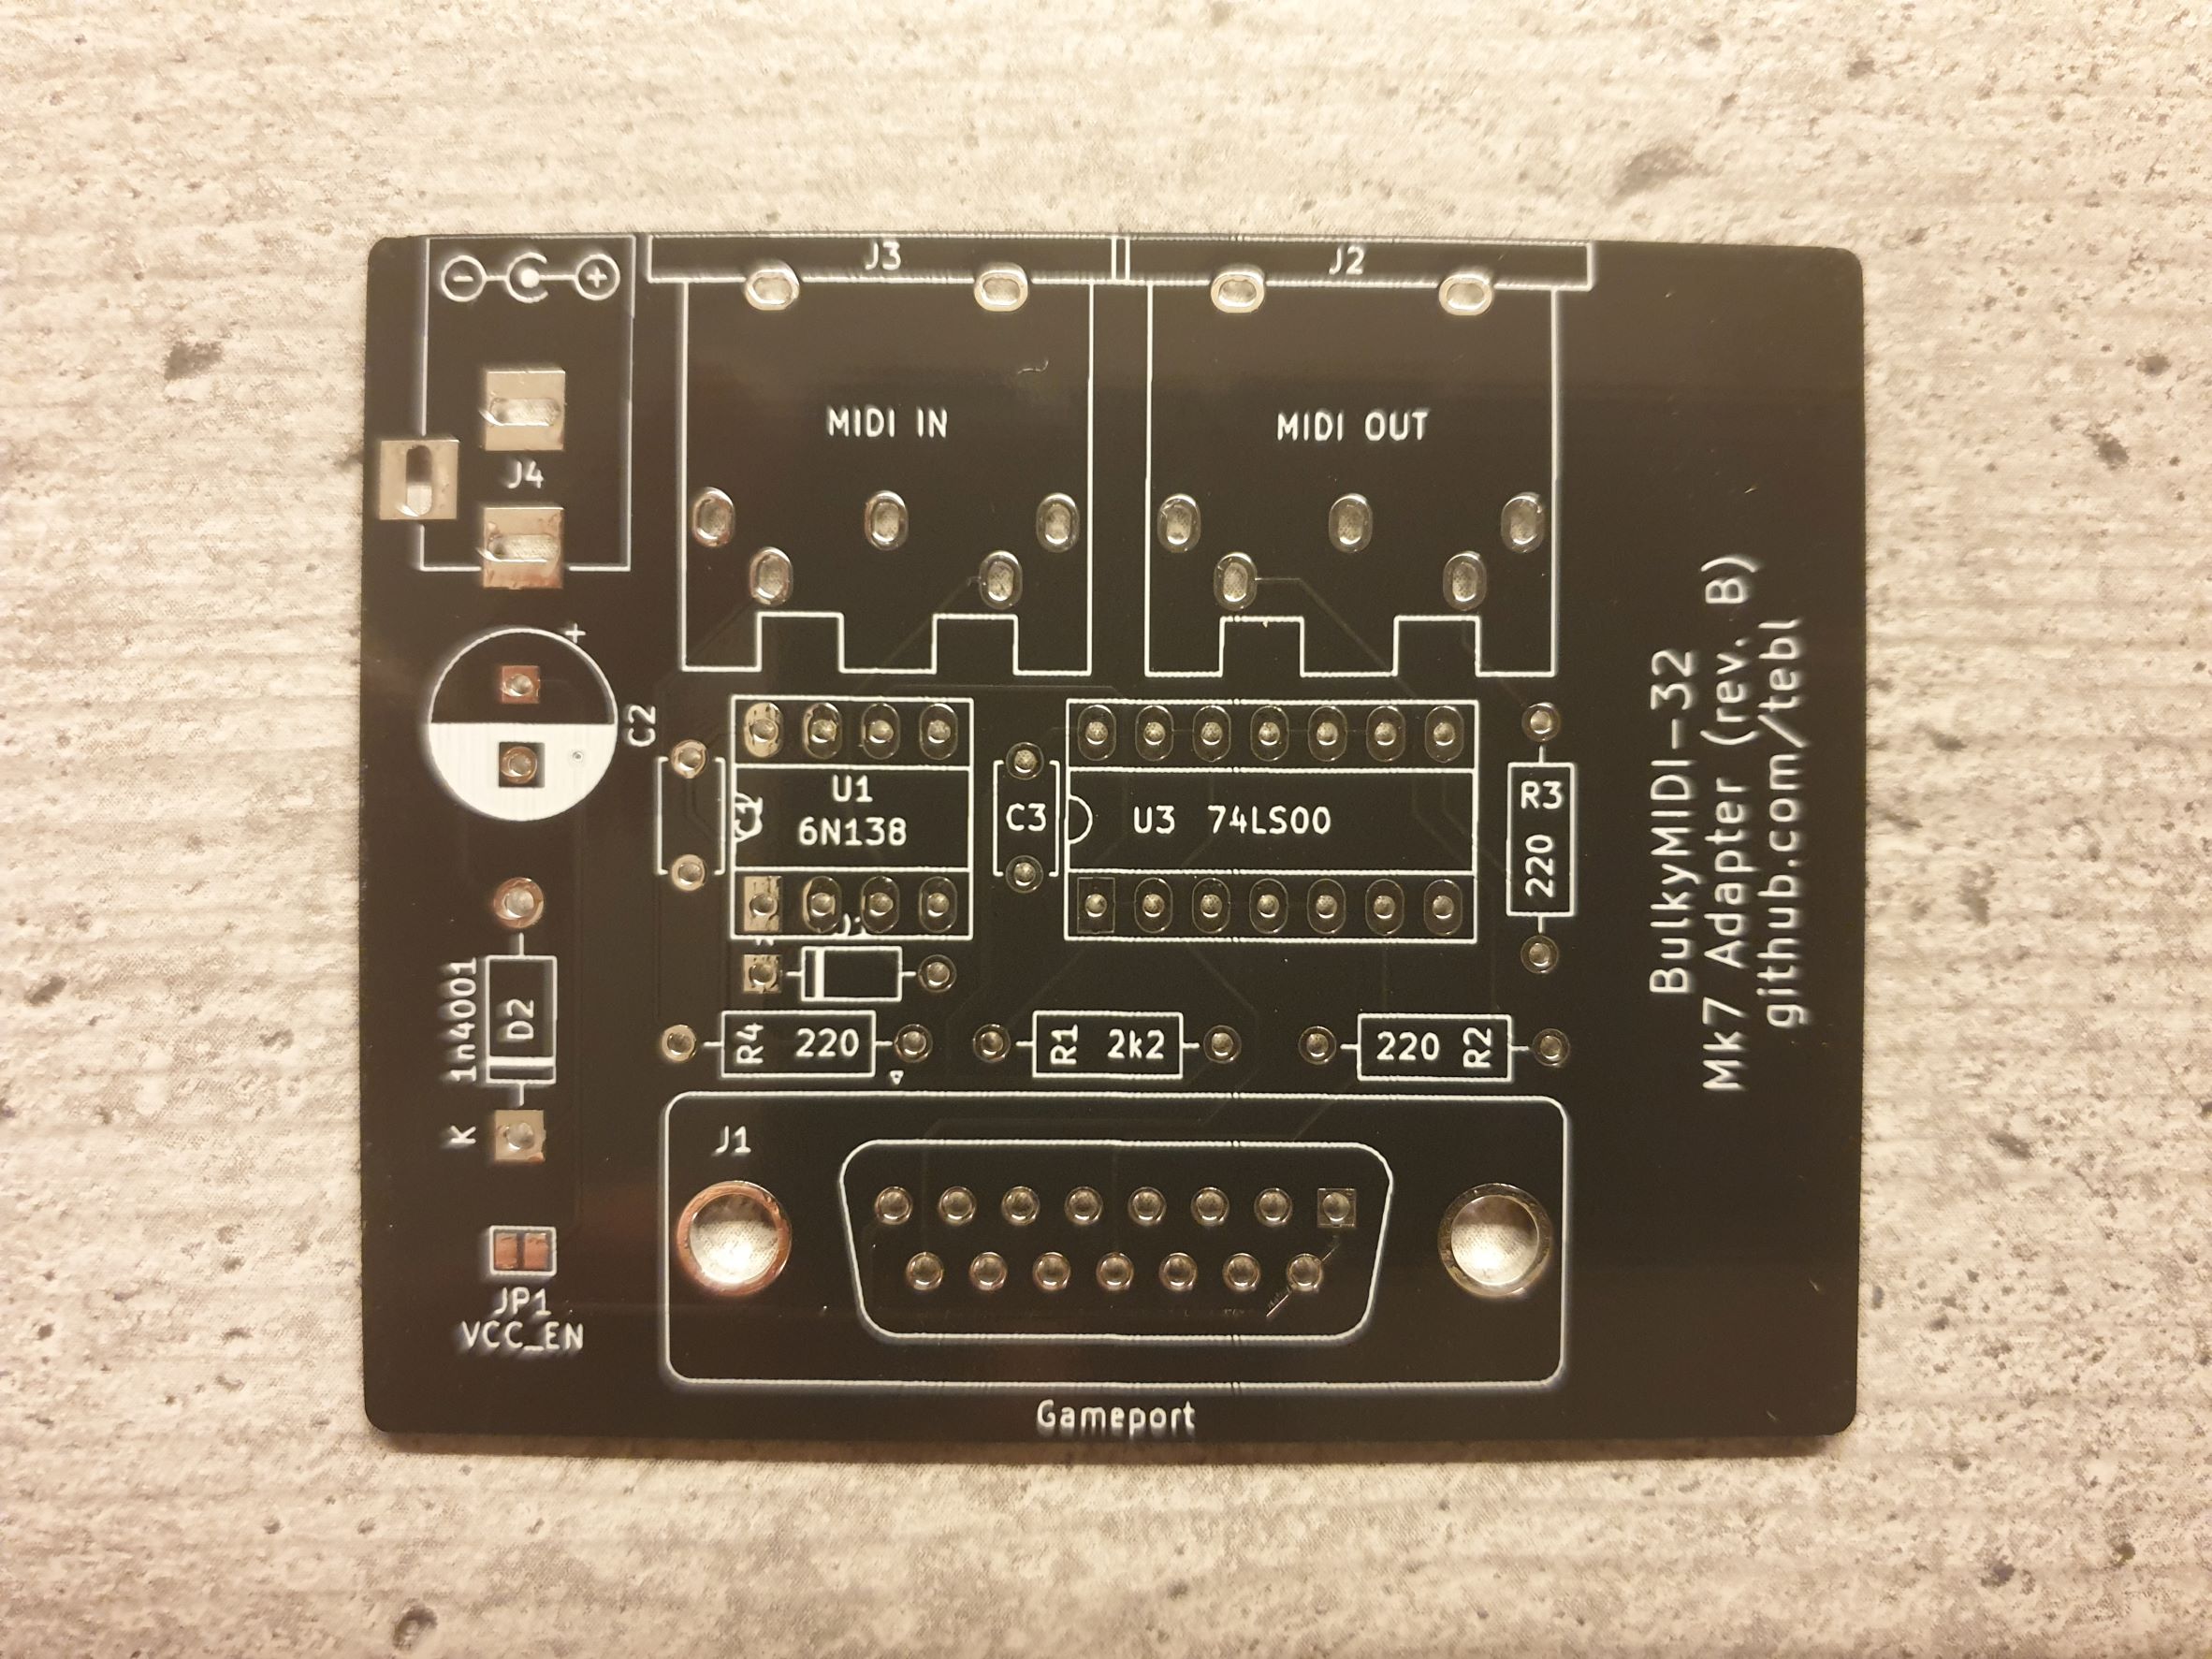 J3
J2
- +
MIDI IN
MIDI OUT
J4
+
C2
C1
U1
6N138
C3
U3 74LS00
R3
220
1n4001
D2
K
R4 220
R1 2k2
220 R2
J1
JP1
VCC_EN
Gameport
BulkyMIDI-32
Mk7 Adapter (rev. B)
github.com/tebl